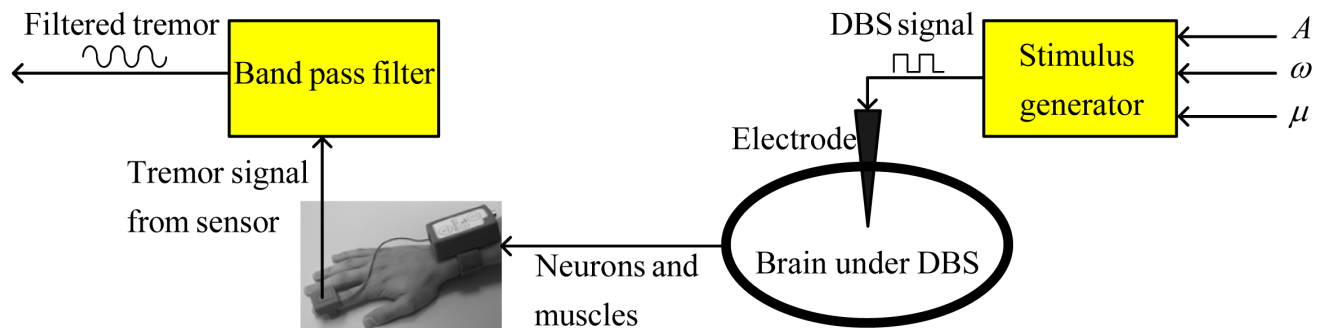 Filtered tremor
Band pass filter
Tremor signal
from sensor
Neurons and
muscles
DBS signal
Electrode
Brain under DBS
Stimulus
generator
A
ω
μ